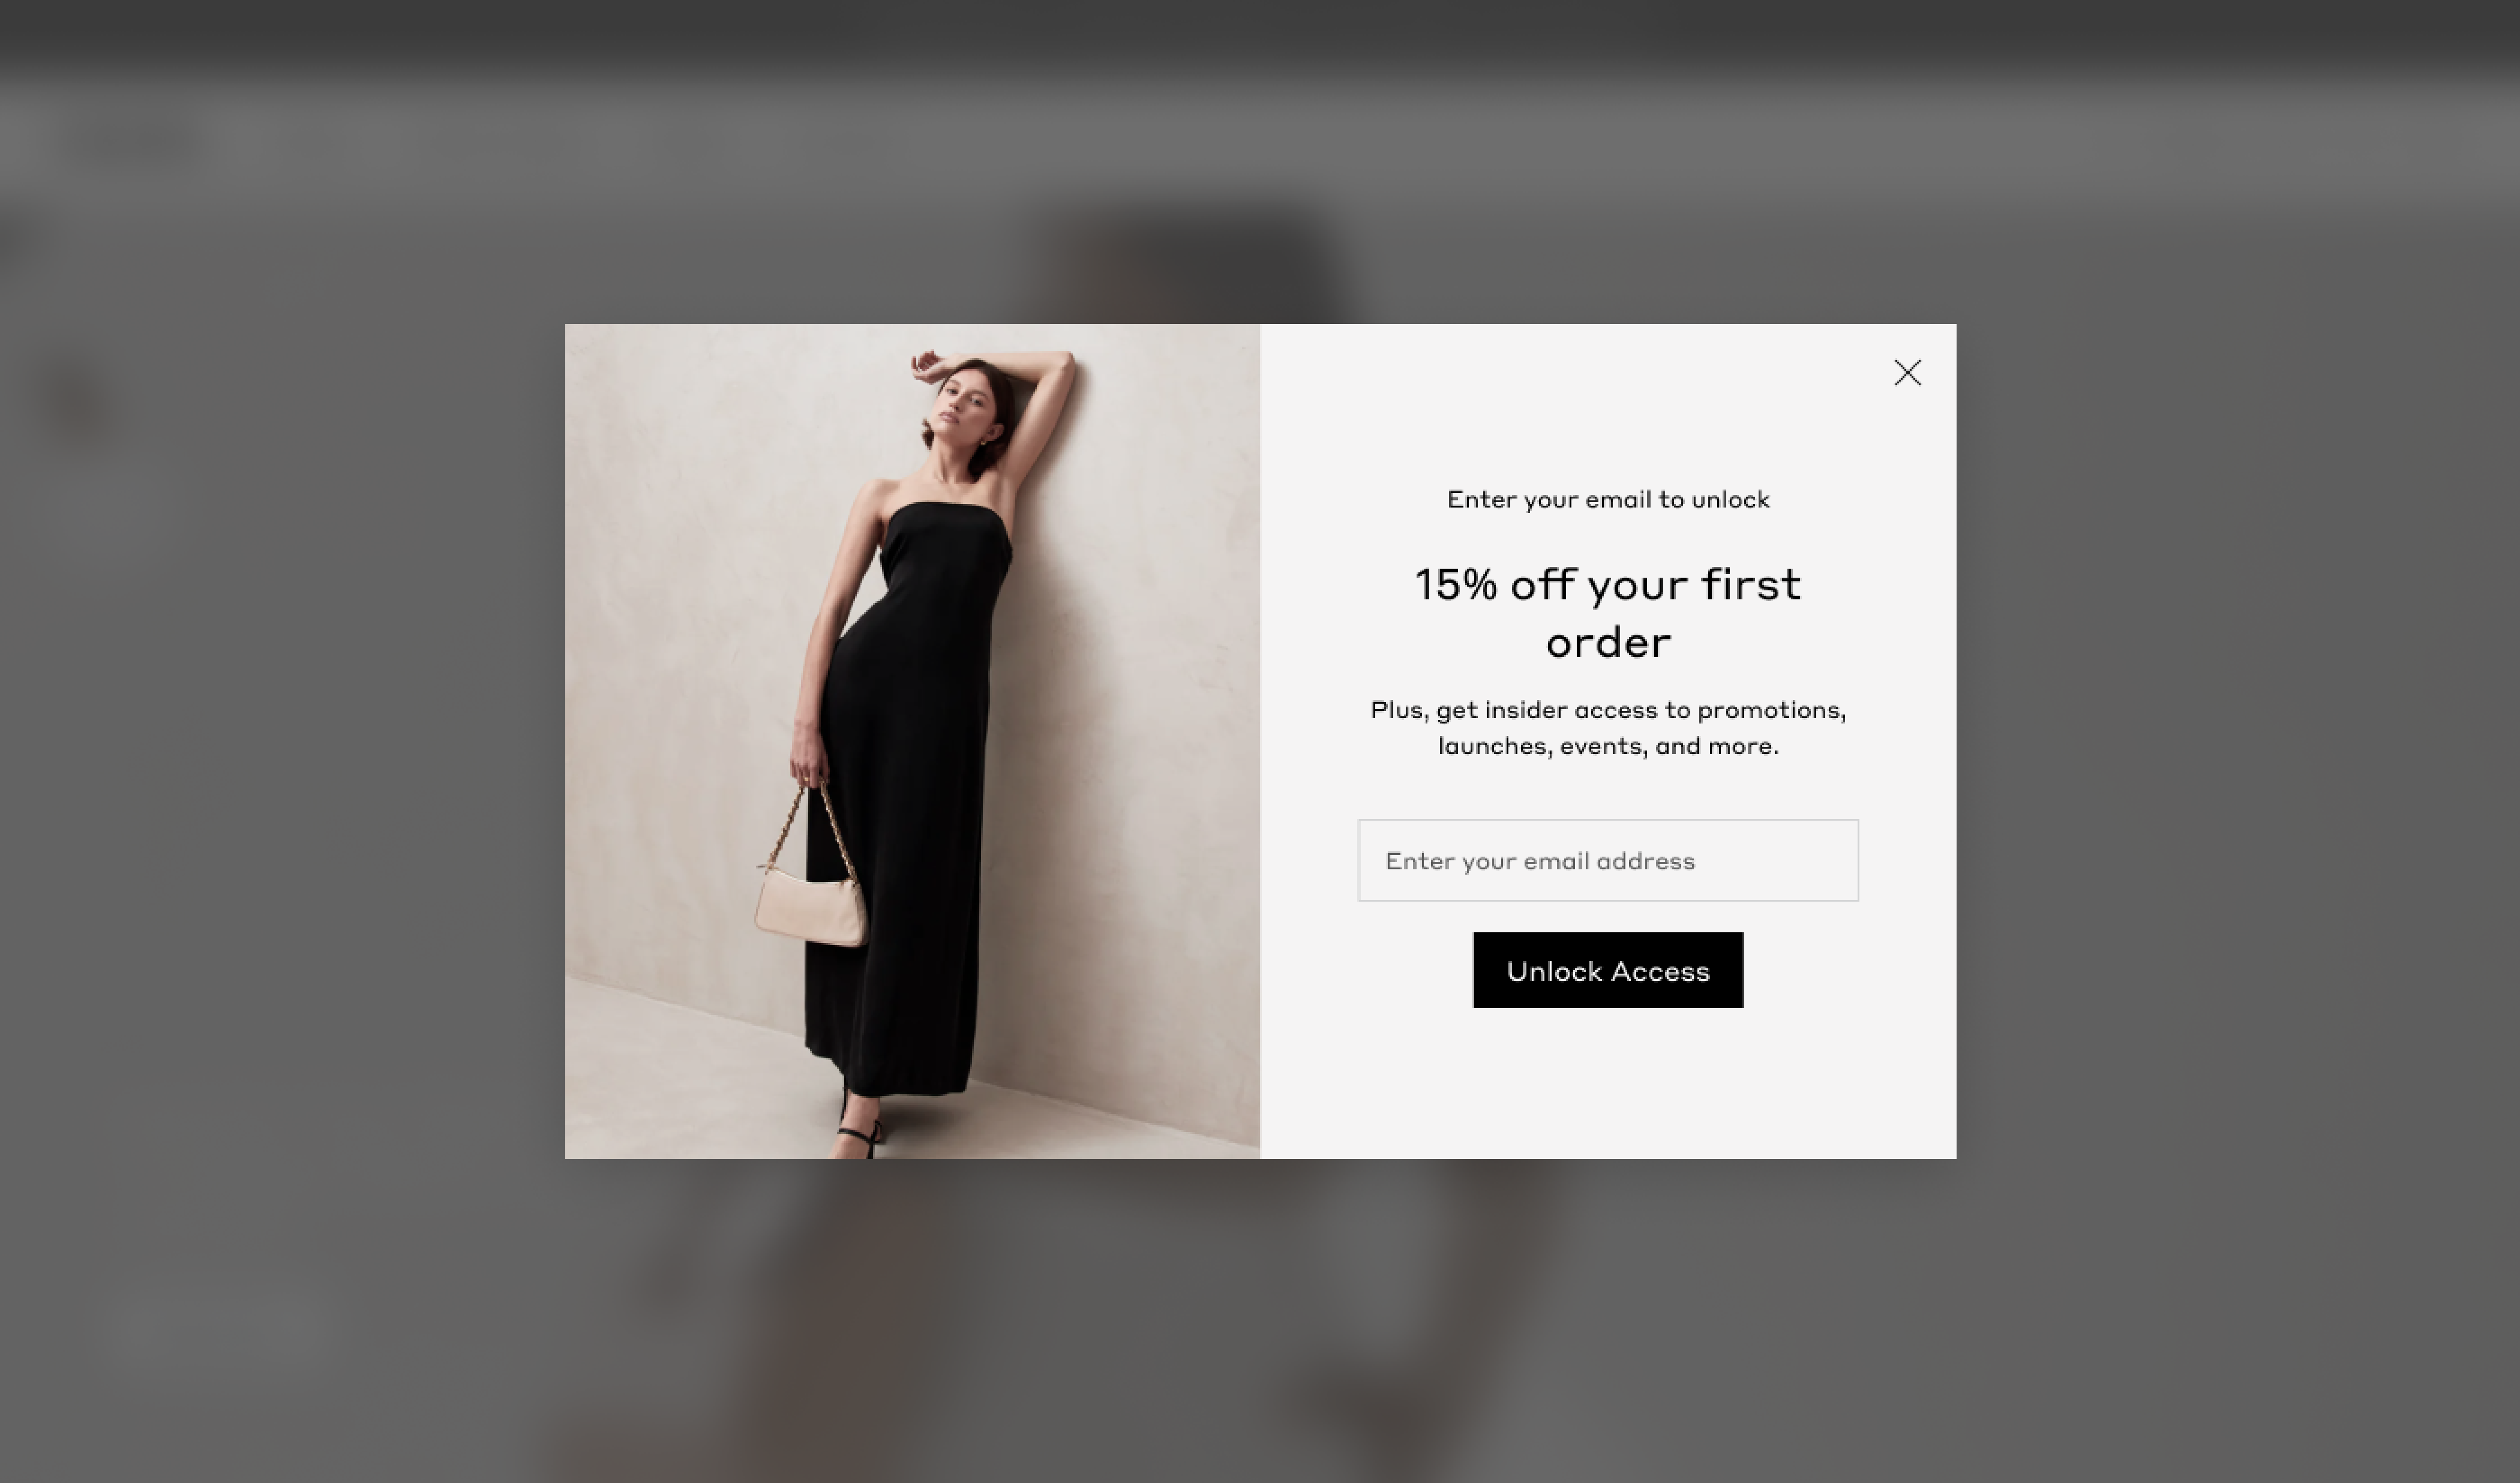 Enter your email to unlock
15% off your first
order
Plus, get insider access to promotions,
launches, events, and more.
Enter your email address
Unlock Access